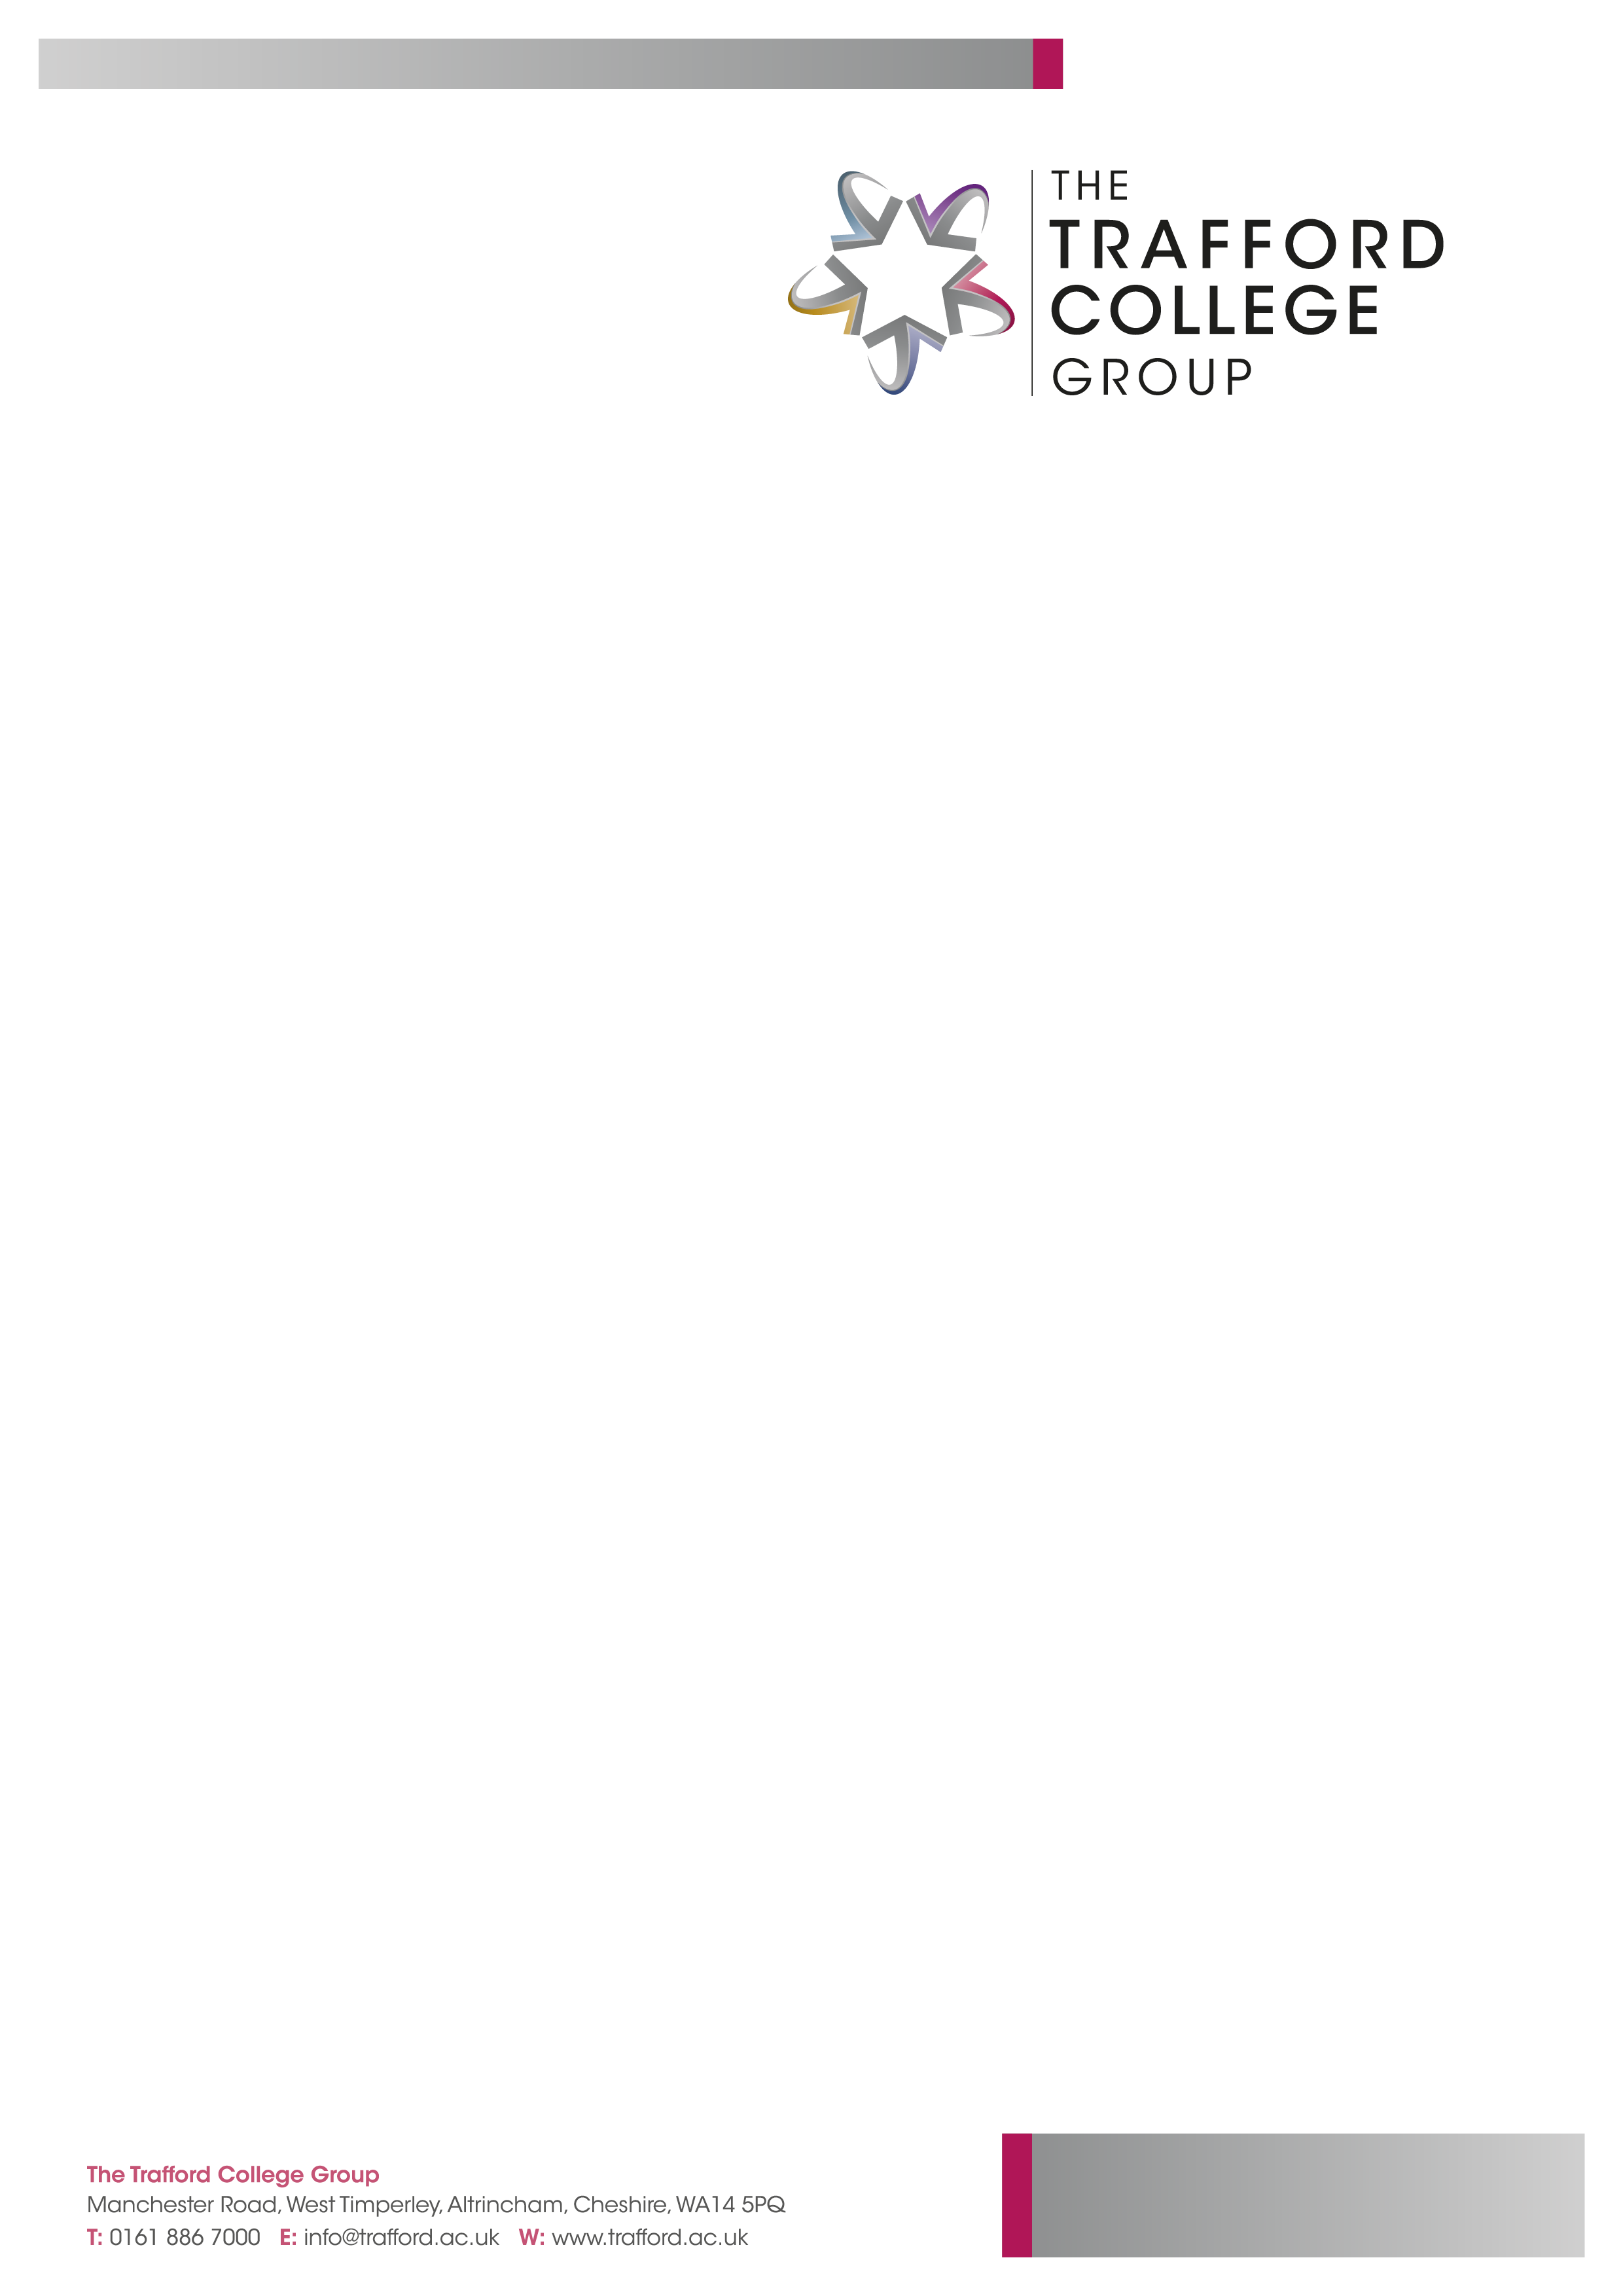 THE
TRAFFORD
COLLEGE
GROUP
The Trafford College Group
Manchester Road, West Timperley, Altrincham, Cheshire, WA14 5PQ
T: 0161 886 7000 E: info@trafford.ac.uk W: www.trafford.ac.uk